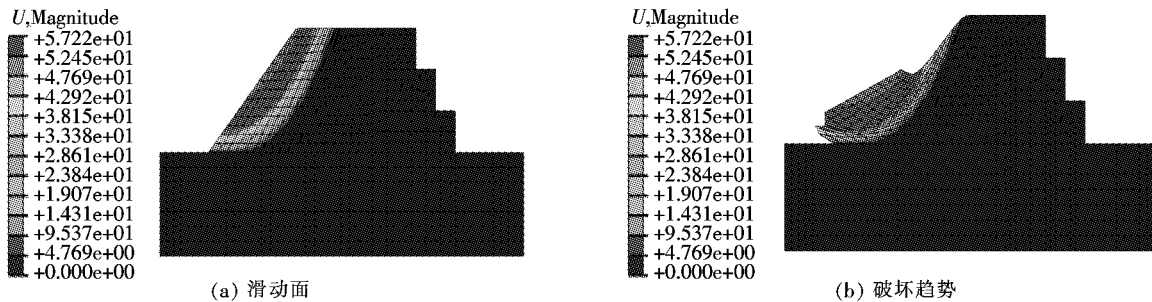 U,Magnitude
+5.722e+01
+5.245e+01
+4.769e+01
+4.292e+01
+3.815e+01
+3.338e+01
+2.861e+01
+2.384e+01
+1.907e+01
+1.431e+01
+9.537e+01
+4.769e+00
+0.000e+00
(a) 滑动面
U,Magnitude
+5.722e+01
+5.245e+01
+4.769e+01
+4.292e+01
+3.815e+01
+3.338e+01
+2.861e+01
+2.384e+01
+1.907e+01
+1.431e+01
+9.537e+01
+4.769e+00
+0.000e+00
(b) 破坏趋势